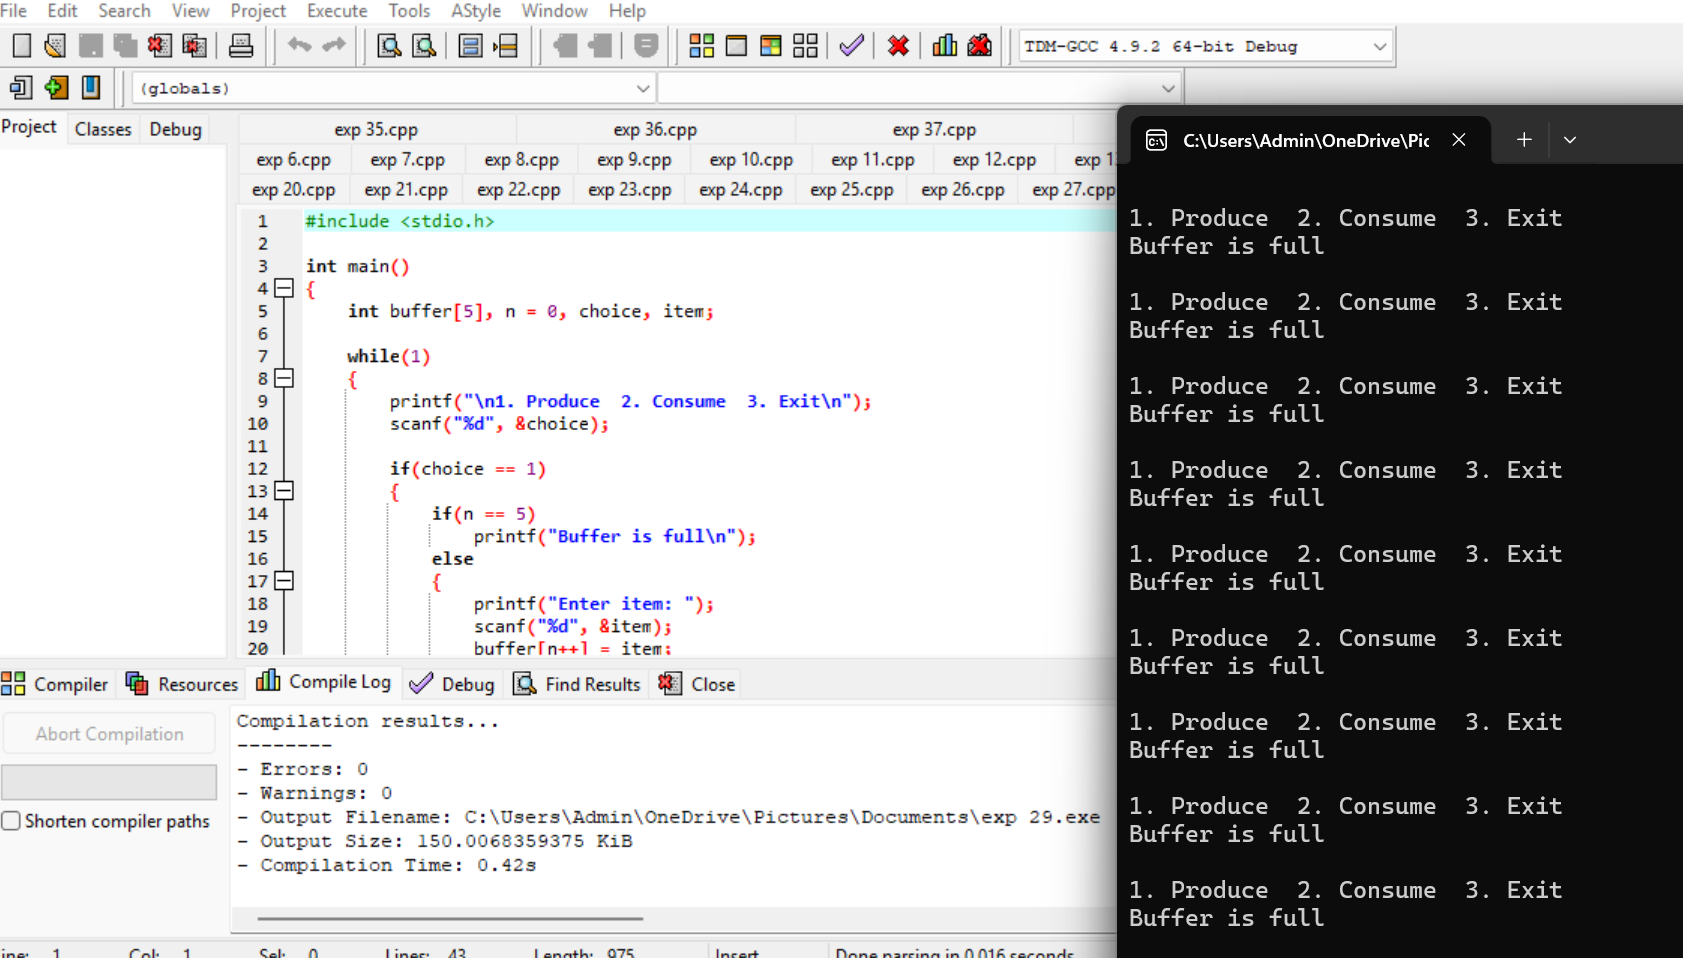 File Edit Search View Project Execute Tools AStyle Window Help
TDM-GCC 4.9.2 64-bit Debug
(globals)
Project Classes Debug
exp 35.cpp exp 36.cpp exp 37.cpp
exp 6.cpp exp 7.cpp exp 8.cpp exp 9.cpp exp 10.cpp exp 11.cpp exp 12.cpp exp
exp 20.cpp exp 21.cpp exp 22.cpp exp 23.cpp exp 24.cpp exp 25.cpp exp 26.cpp exp 27.cpp
1 #include <stdio.h>
2
3 int main()
4 {
5 int buffer[5], n = 0, choice, item;
6
7 while(1)
8 {
9 printf("\n1. Produce  2. Consume  3. Exit\n");
10 scanf("%d", &choice);
11
12 if(choice == 1)
13 {
14 if(n == 5)
15 printf("Buffer is full\n");
16 else
17 {
18 printf("Enter item: ");
19 scanf("%d", &item);
20 buffer[n++] = item;
Compiler Resources Compile Log Debug Find Results Close
Abort Compilation
Shorten compiler paths
Compilation results...
--------
- Errors: 0
- Warnings: 0
- Output Filename: C:\Users\Admin\OneDrive\Pictures\Documents\exp 29.exe
- Output Size: 150.0068359375 KiB
- Compilation Time: 0.42s
Line: 1 Col: 1 Sel: 0 Lines: 43 Length: 975 Insert Done parsing in 0.016 seconds
C:\Users\Admin\OneDrive\Pic
1. Produce  2. Consume  3. Exit
Buffer is full
1. Produce  2. Consume  3. Exit
Buffer is full
1. Produce  2. Consume  3. Exit
Buffer is full
1. Produce  2. Consume  3. Exit
Buffer is full
1. Produce  2. Consume  3. Exit
Buffer is full
1. Produce  2. Consume  3. Exit
Buffer is full
1. Produce  2. Consume  3. Exit
Buffer is full
1. Produce  2. Consume  3. Exit
Buffer is full
1. Produce  2. Consume  3. Exit
Buffer is full